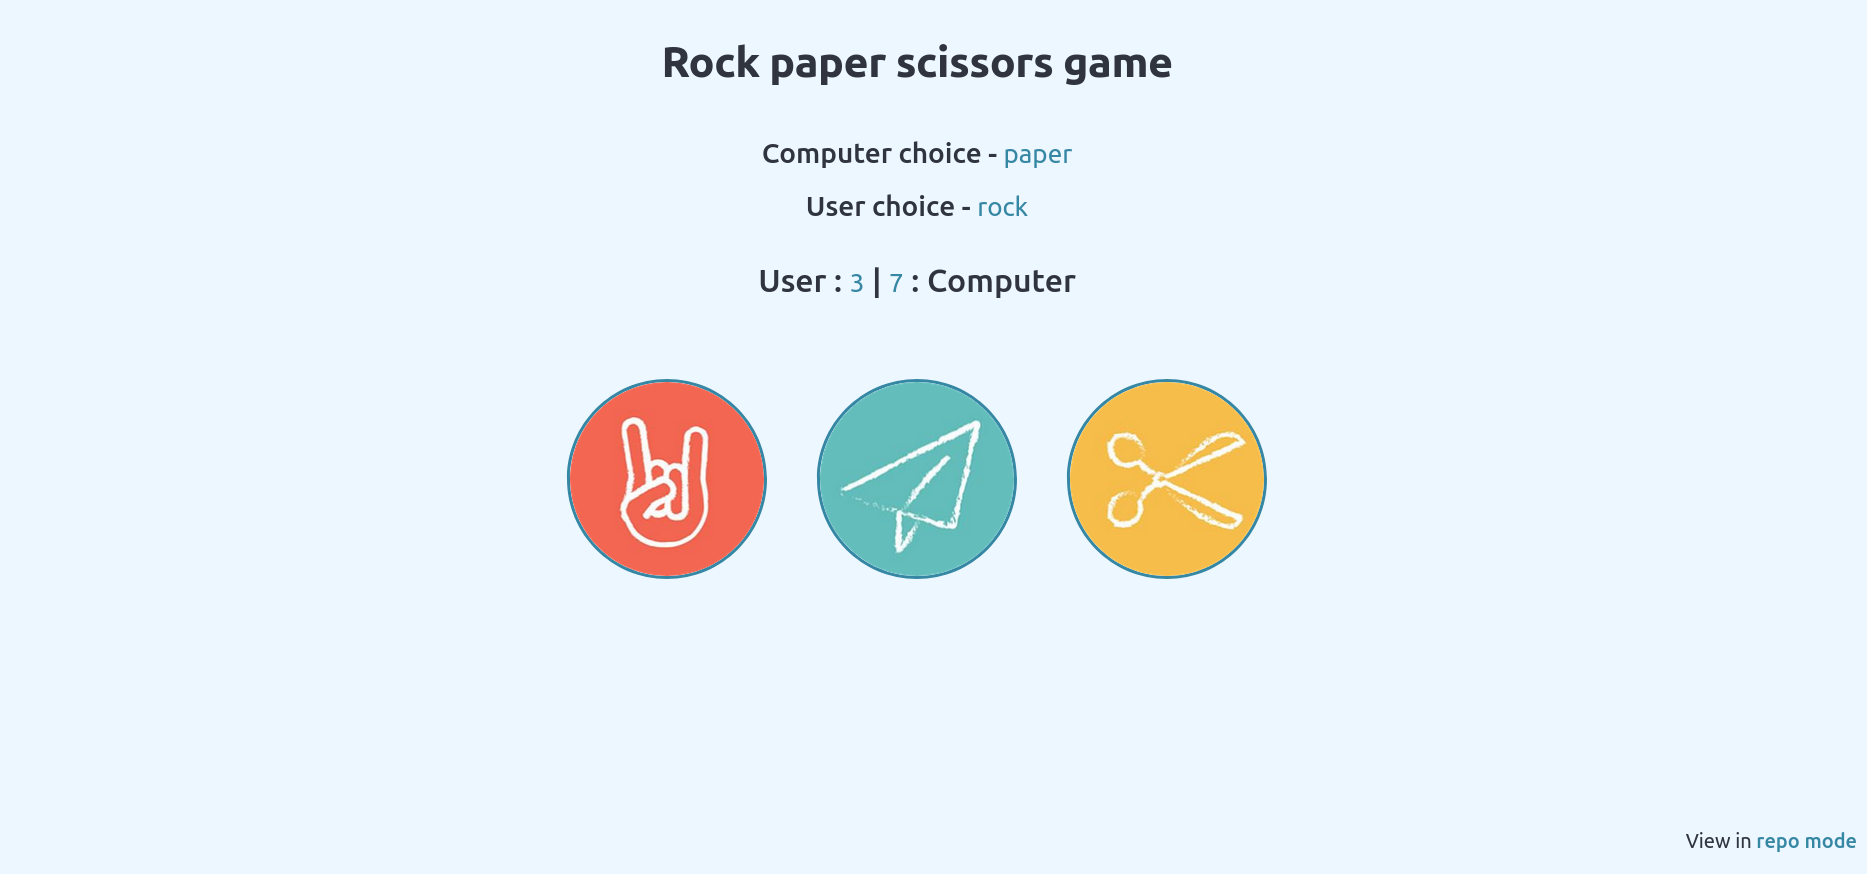 Rock paper scissors game
Computer choice - paper
User choice - rock
User : 3 | 7 : Computer
View in repo mode